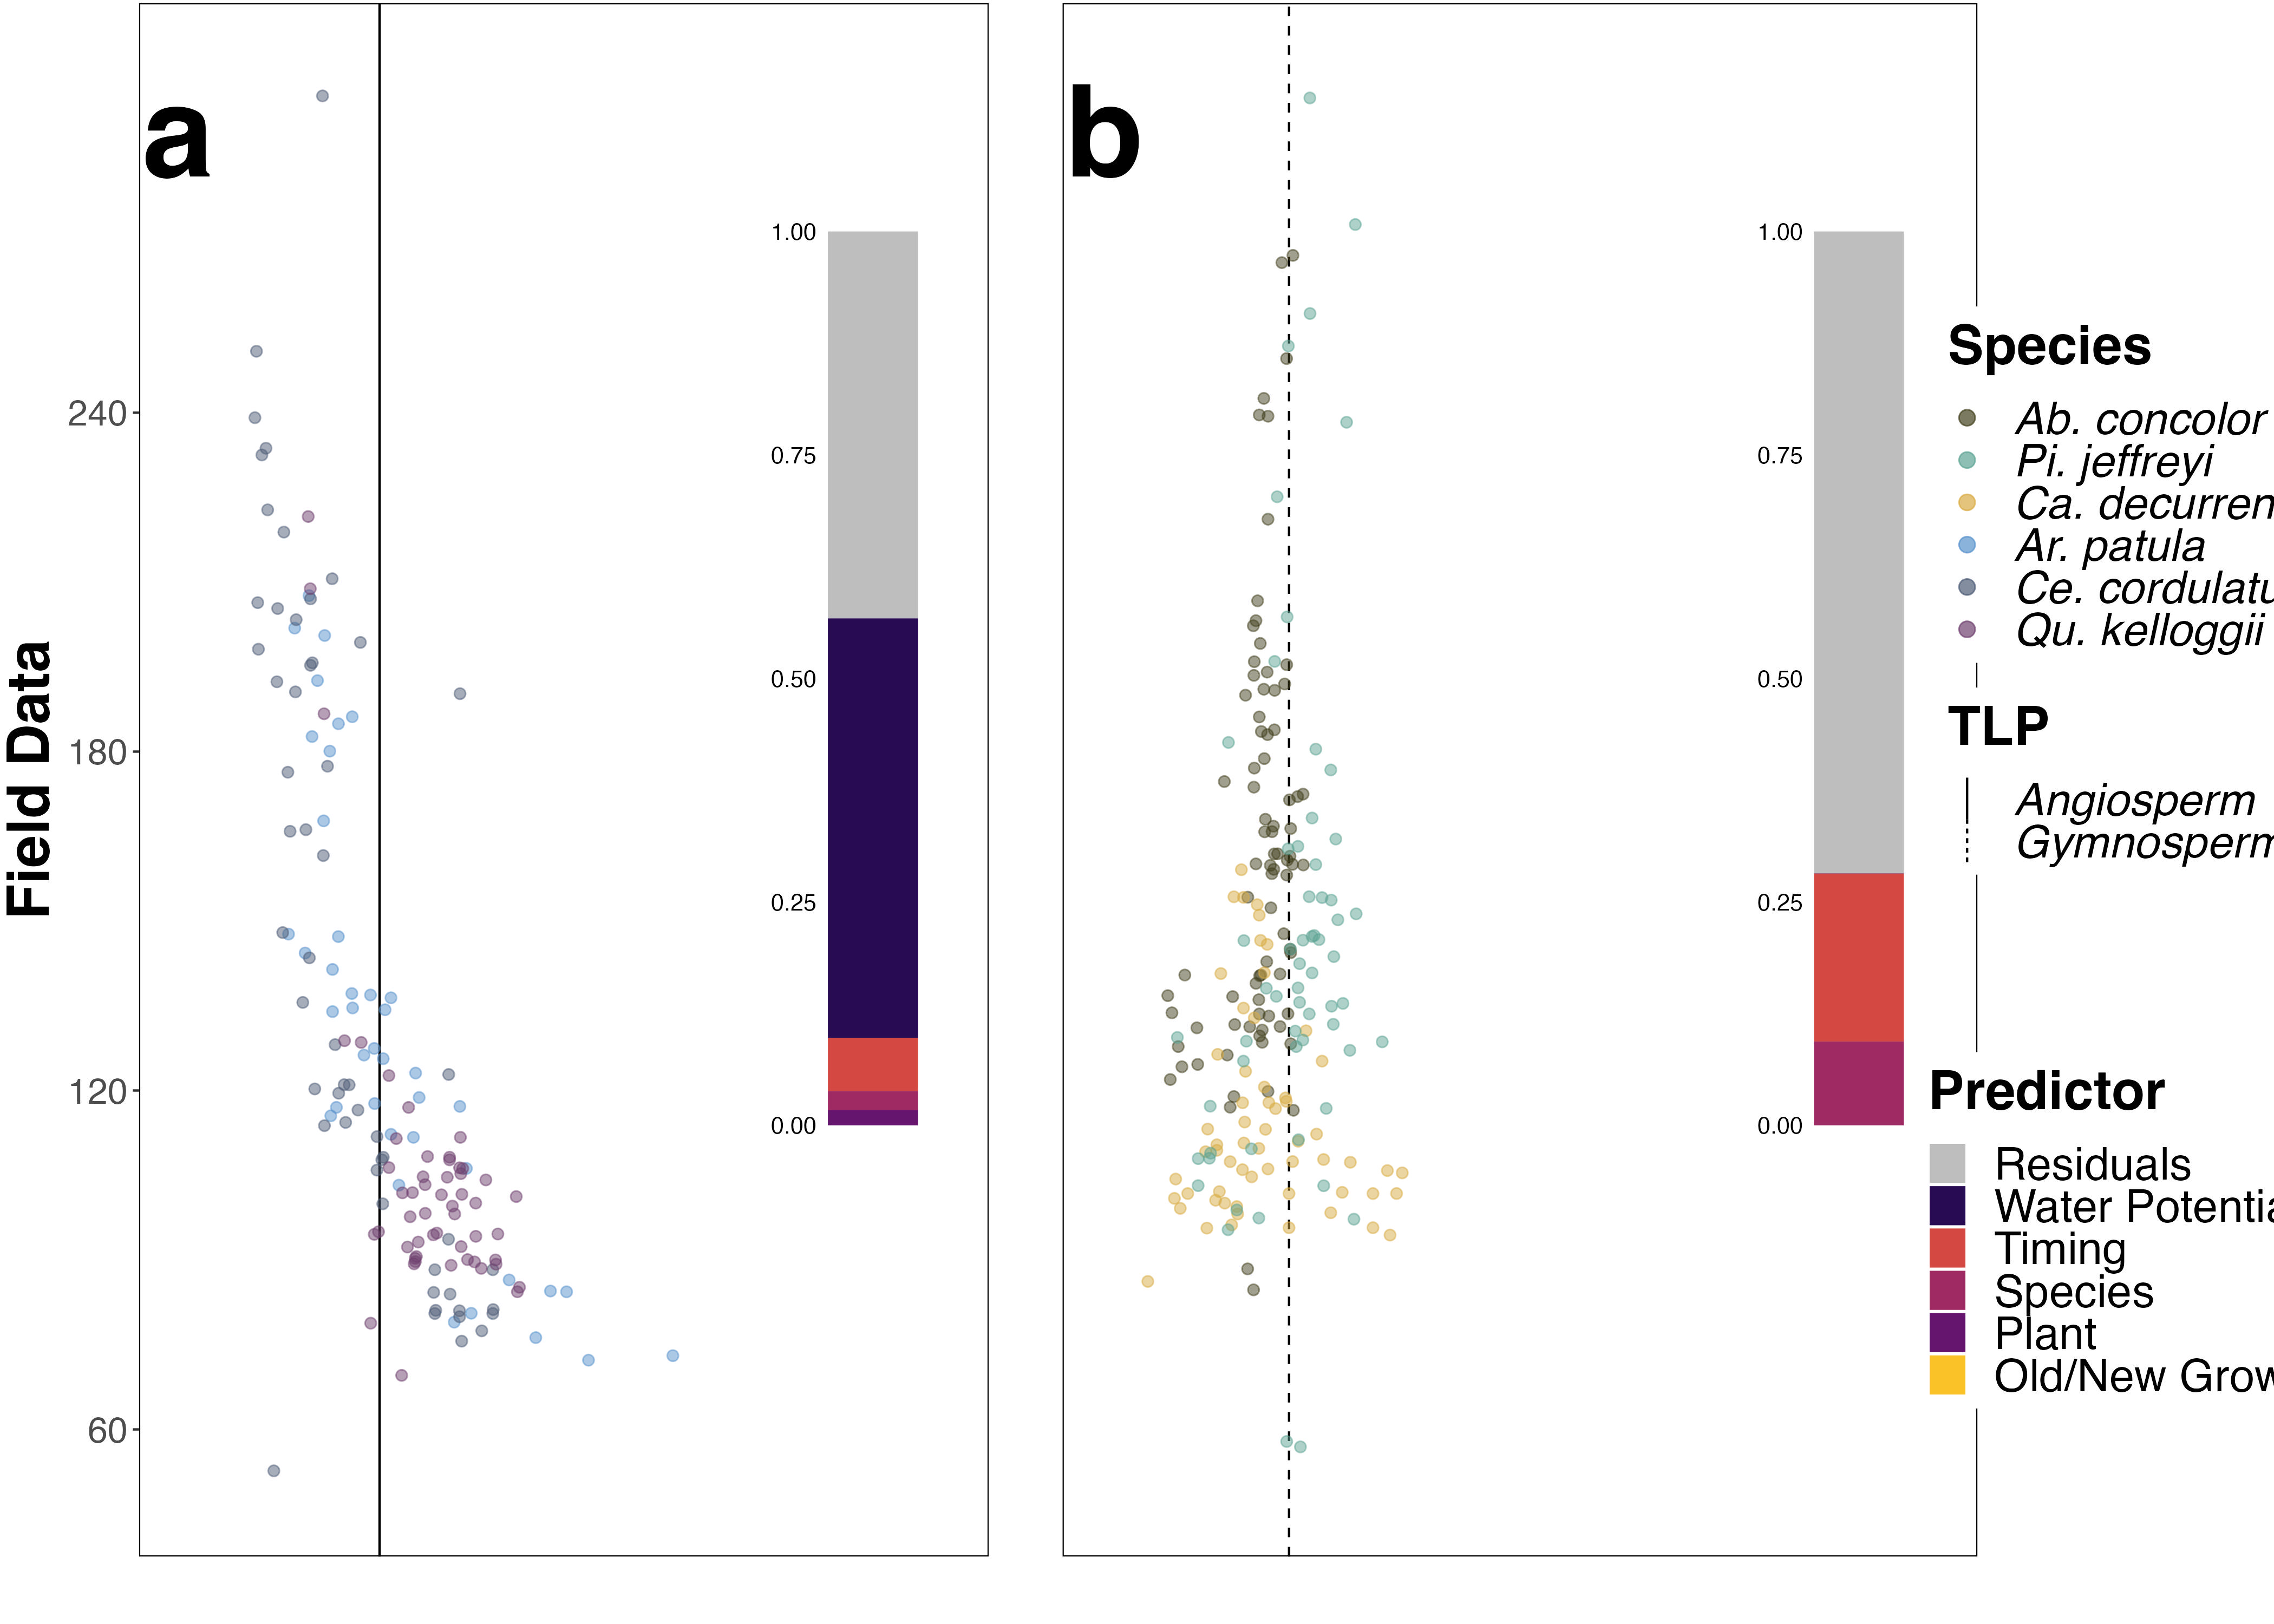 a
b
Field Data
240
180
120
60
1.00
0.75
0.50
0.25
0.00
1.00
0.75
0.50
0.25
0.00
Species
Ab. concolor
Pi. jeffreyi
Ca. decurren
Ar. patula
Ce. cordulatu
Qu. kelloggii
TLP
Angiosperm
Gymnosperm
Predictor
Residuals
Water Potentia
Timing
Species
Plant
Old/New Grow